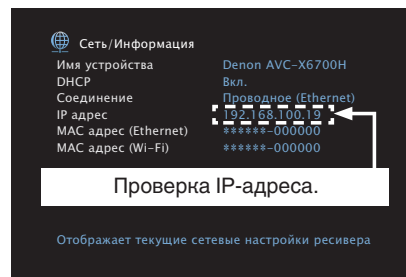 Сеть/Информация
Имя устройства Denon AVC-X6700H
DHCP Вкл.
Соединение Проводное (Ethernet)
IP адрес 192.168.100.19
MAC адрес (Ethernet) ******-000000
MAC адрес (Wi-Fi) ******-000000
Проверка IP-адреса.
Отображает текущие сетевые настройки ресивера